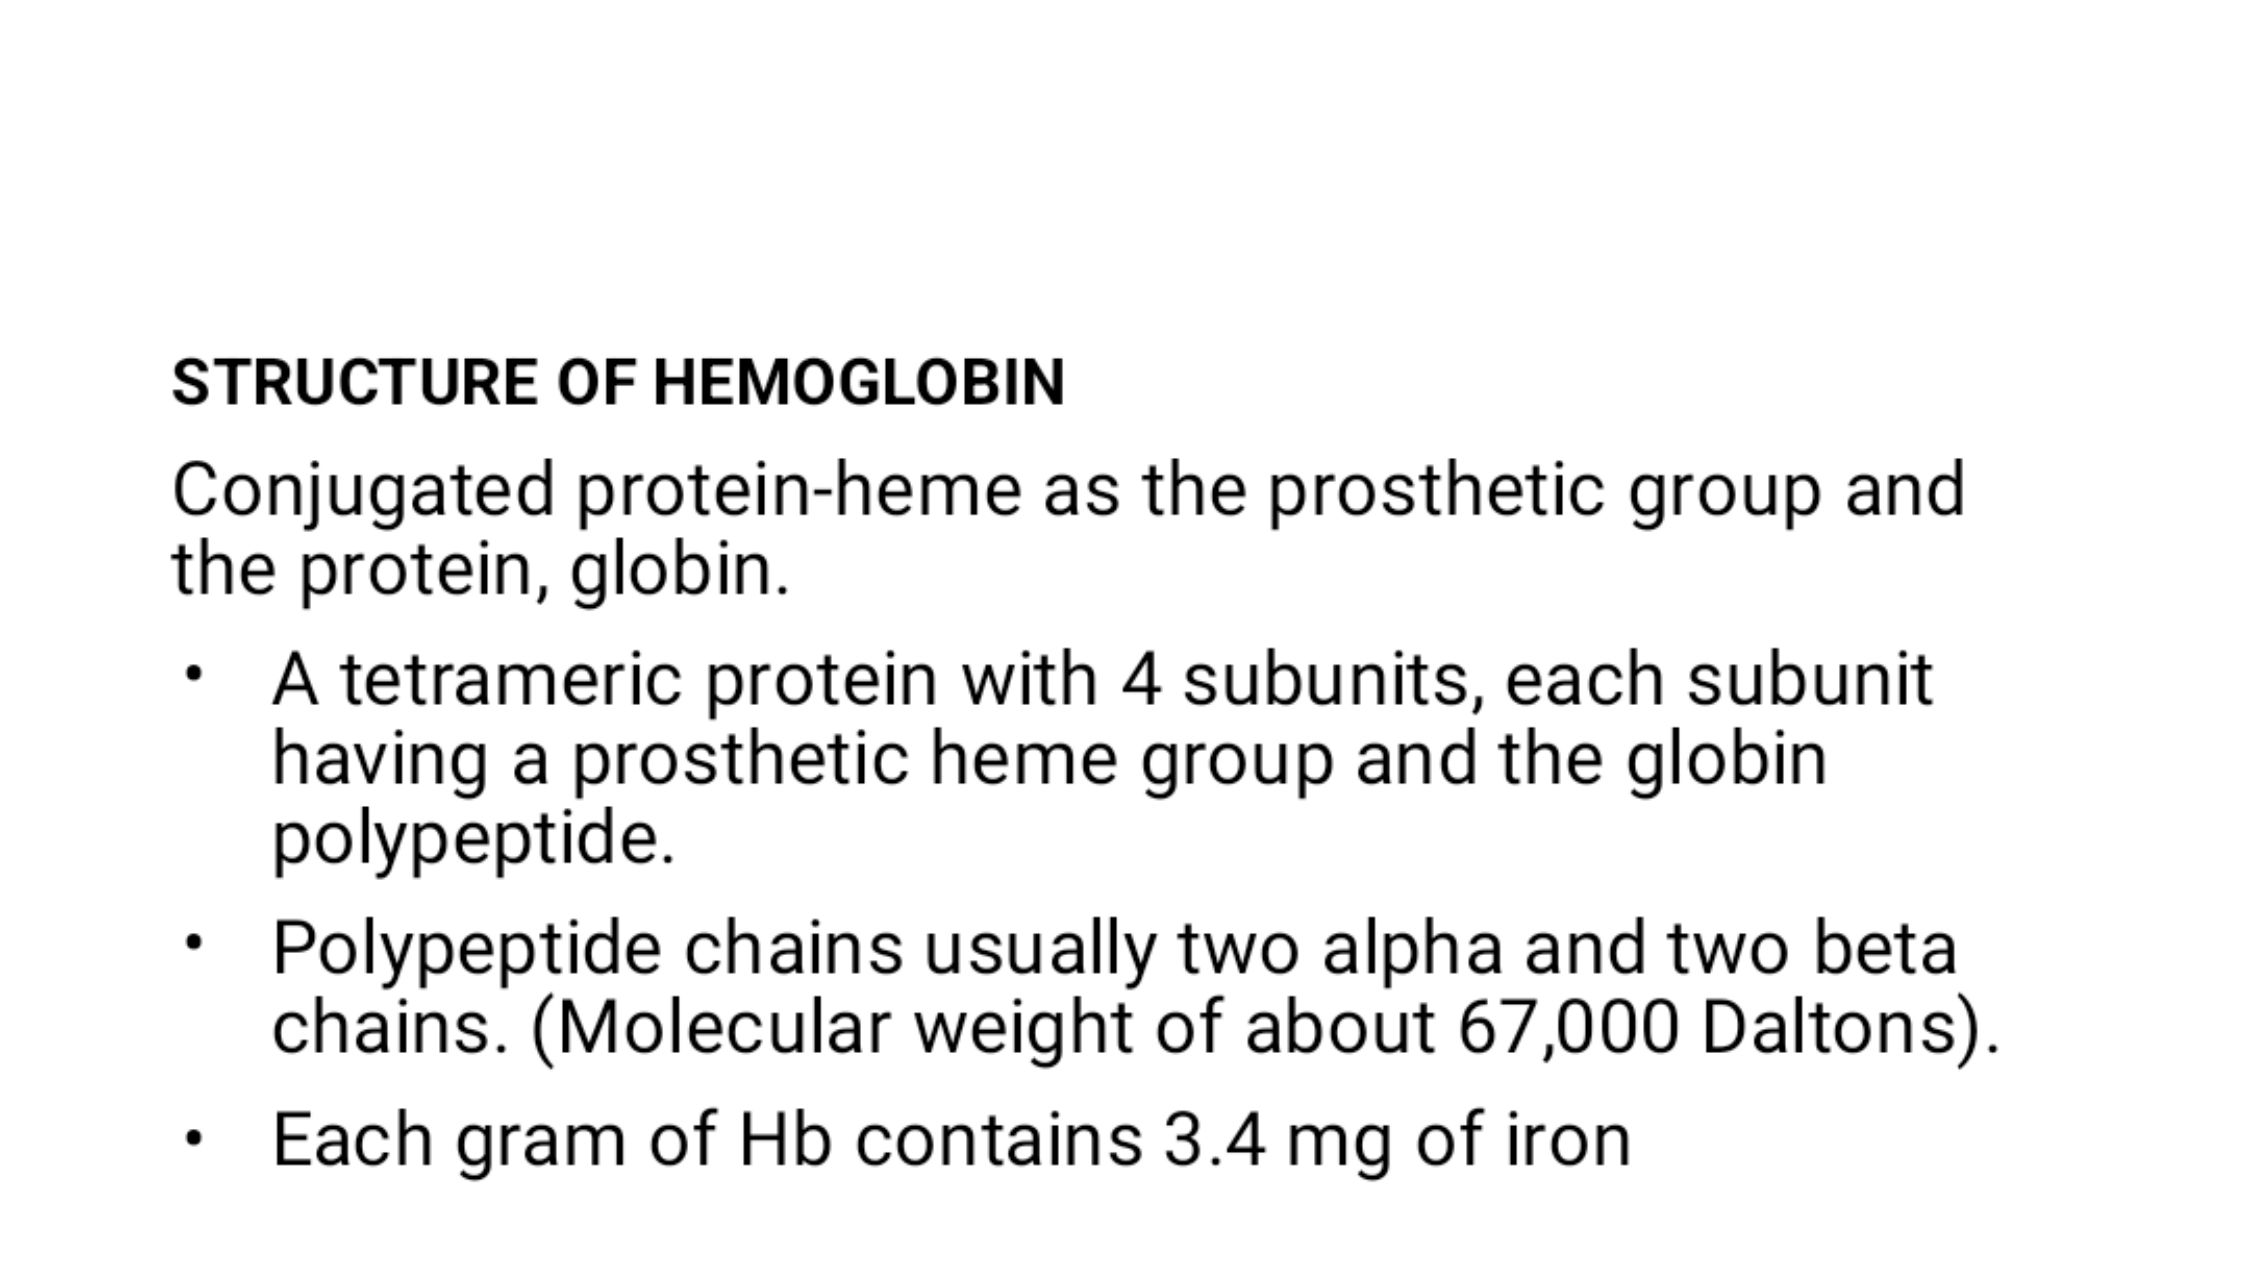 STRUCTURE OF HEMOGLOBIN
Conjugated protein-heme as the prosthetic group and
the protein, globin.
• A tetrameric protein with 4 subunits, each subunit
having a prosthetic heme group and the globin
polypeptide.
• Polypeptide chains usually two alpha and two beta
chains. (Molecular weight of about 67,000 Daltons).
• Each gram of Hb contains 3.4 mg of iron